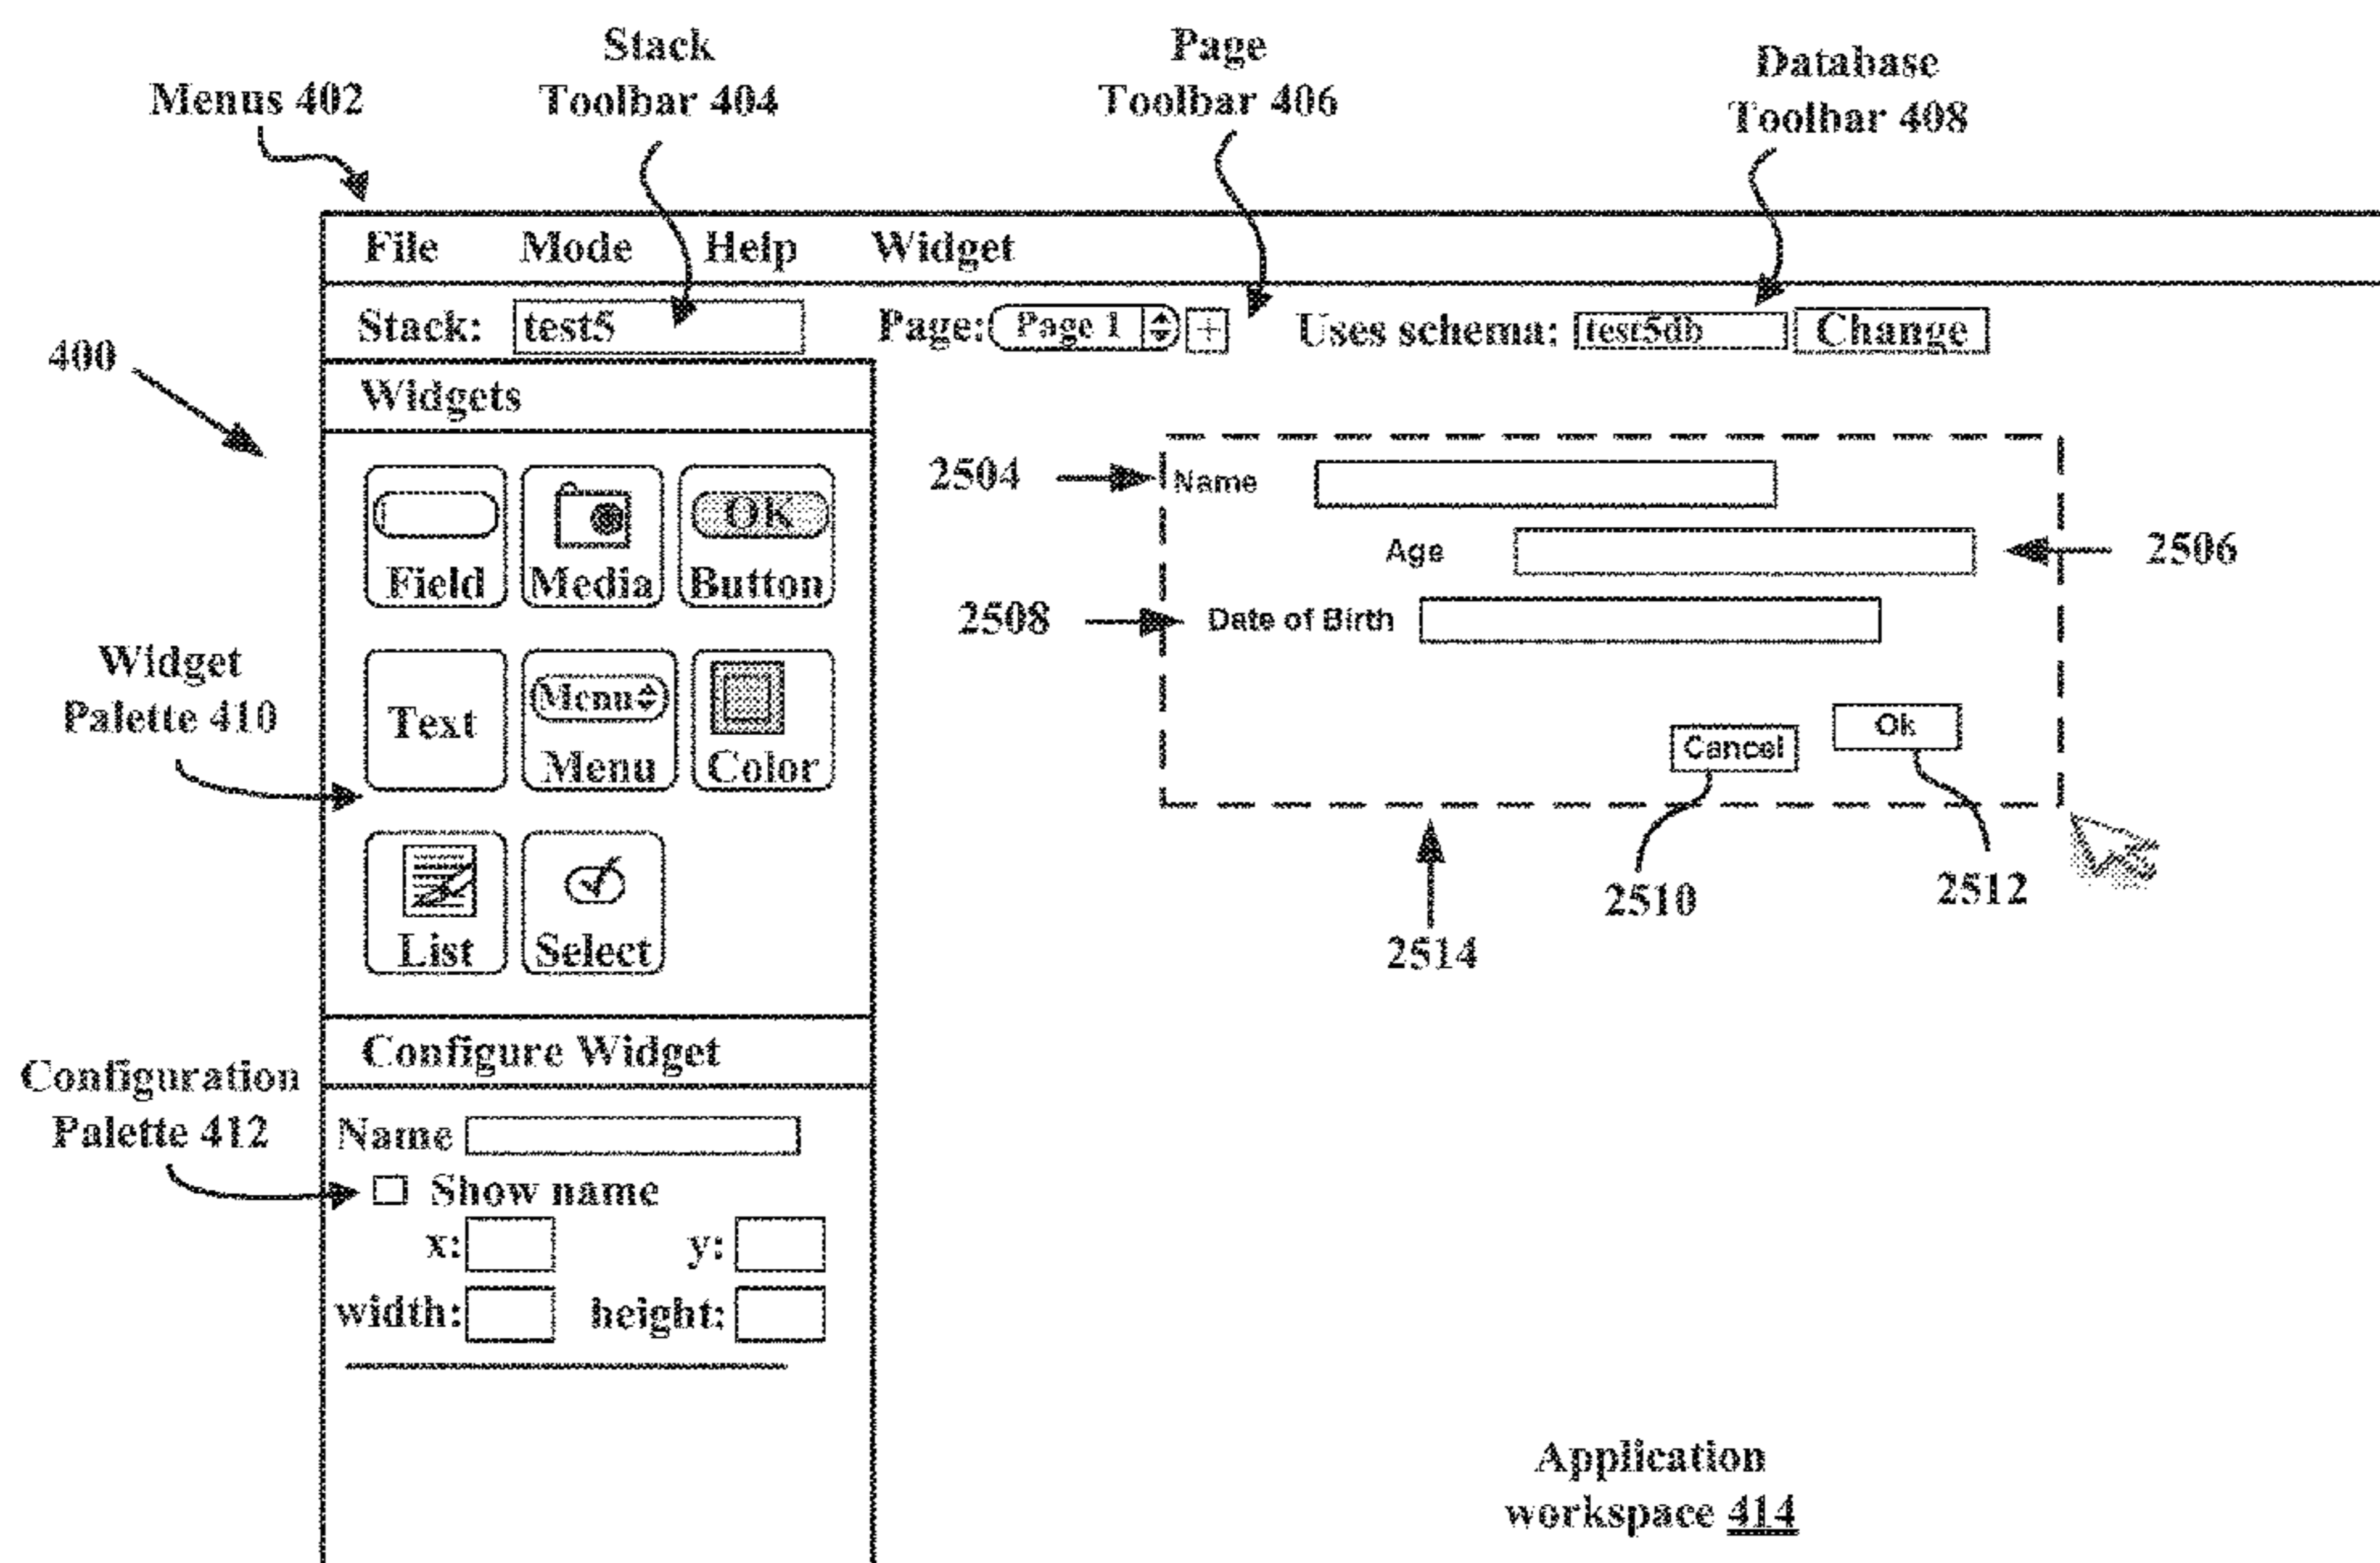 Stack
Toolbar 404
Page
Toolbar 406
Database
Toolbar 408
Menus 402
File Mode Help Widget
Stack: test5 Page: Page 1 + Uses schema: test5db Change
400
Widgets
Field Media OK Button
Text Menu Menu Color
List Select
Widget
Palette 410
2504 Name
Age 2506
2508 Date of Birth
Cancel Ok
2510 2512
2514
Configure Widget
Configuration
Palette 412
Name
Show name
x: y:
width: height:
Application
workspace 414